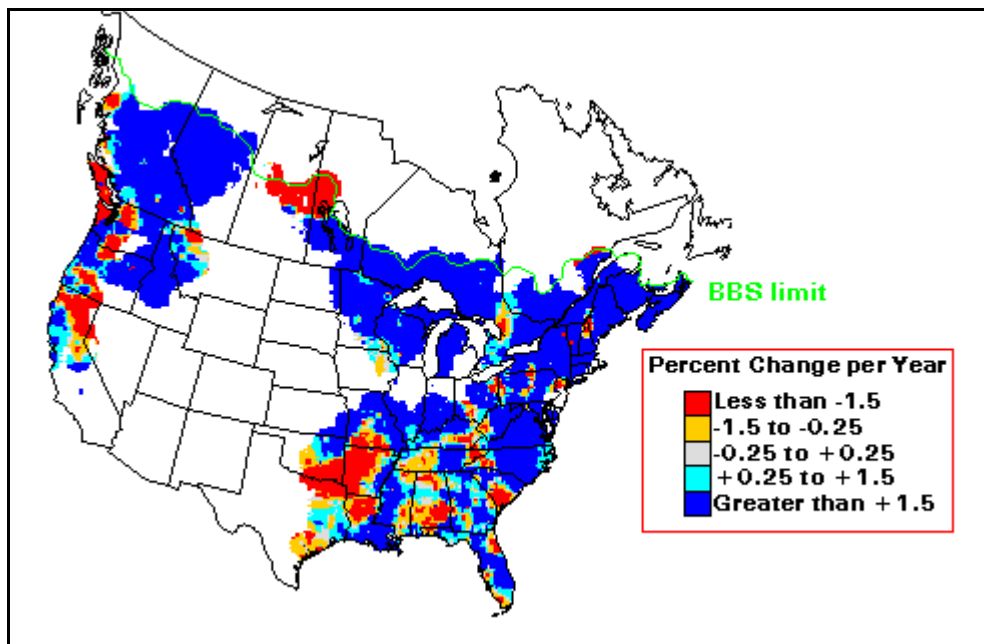 BBS limit
Percent Change per Year
Less than -1.5
-1.5 to -0.25
-0.25 to +0.25
+0.25 to +1.5
Greater than +1.5